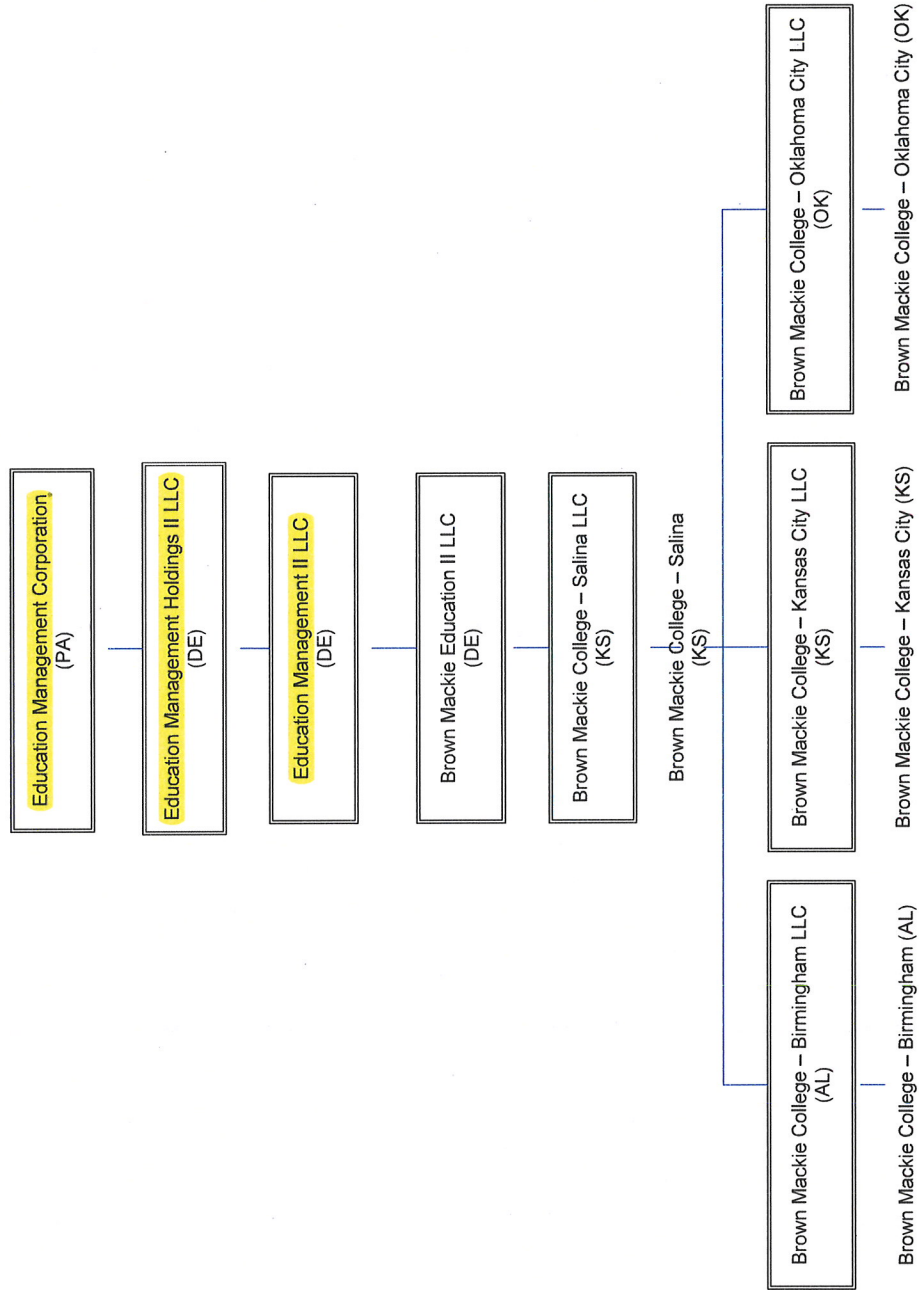 Education Management Corporation
(PA)
Education Management Holdings II LLC
(DE)
Education Management II LLC
(DE)
Brown Mackie Education II LLC
(DE)
Brown Mackie College – Salina LLC
(KS)
Brown Mackie College – Salina
(KS)
Brown Mackie College – Birmingham LLC
(AL)
Brown Mackie College – Kansas City LLC
(KS)
Brown Mackie College – Oklahoma City LLC
(OK)
Brown Mackie College – Birmingham (AL)
Brown Mackie College – Kansas City (KS)
Brown Mackie College – Oklahoma City (OK)